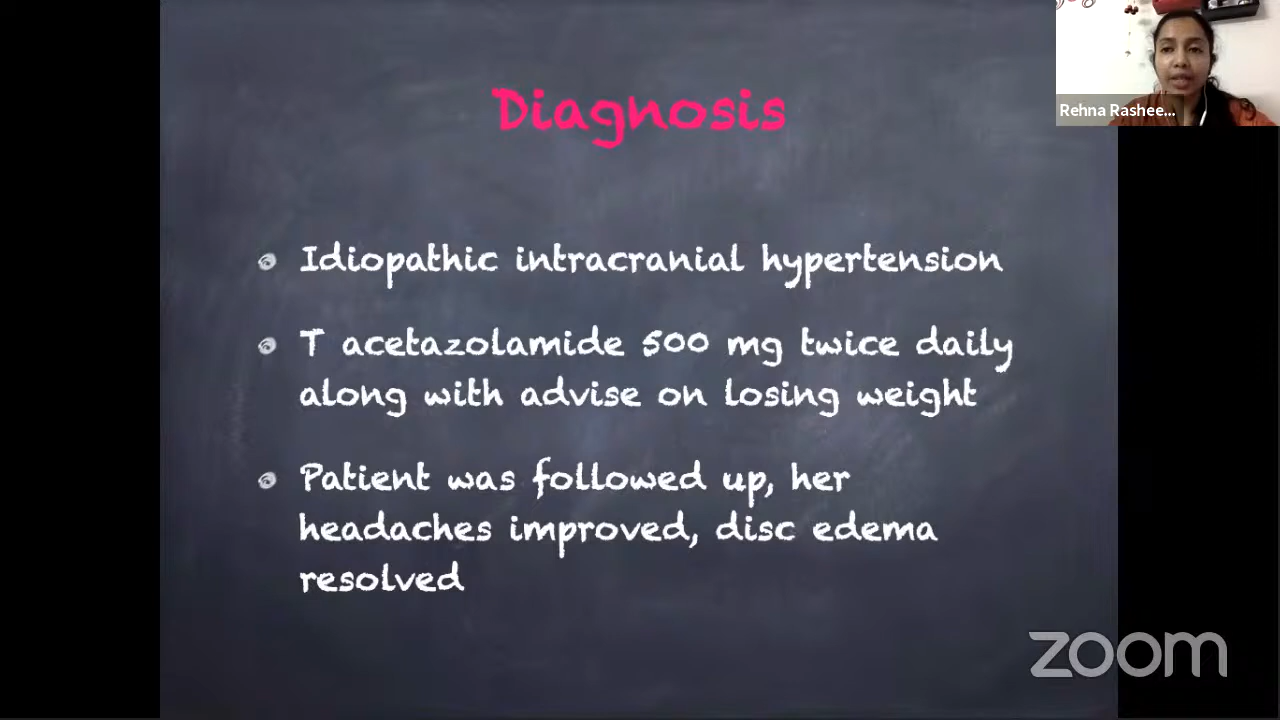 Diagnosis
Rehna Rashee...
Idiopathic intracranial hypertension
T acetazolamide 500 mg twice daily
along with advise on losing weight
Patient was followed up, her
headaches improved, disc edema
resolved
zoom